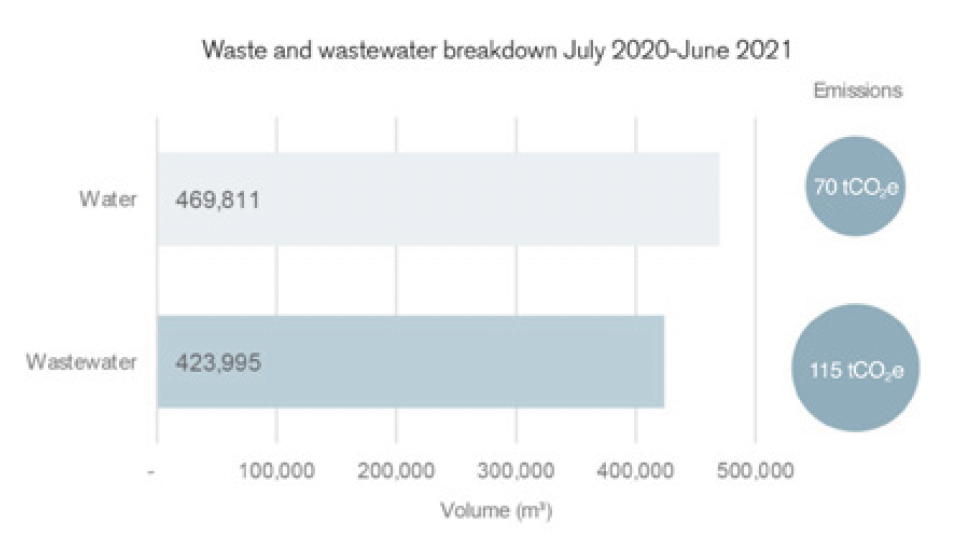 Waste and wastewater breakdown July 2020-June 2021
Emissions
Water
469,811
70 tCO₂e
Wastewater
423,995
115 tCO₂e
- 100,000 200,000 300,000 400,000 500,000
Volume (m³)